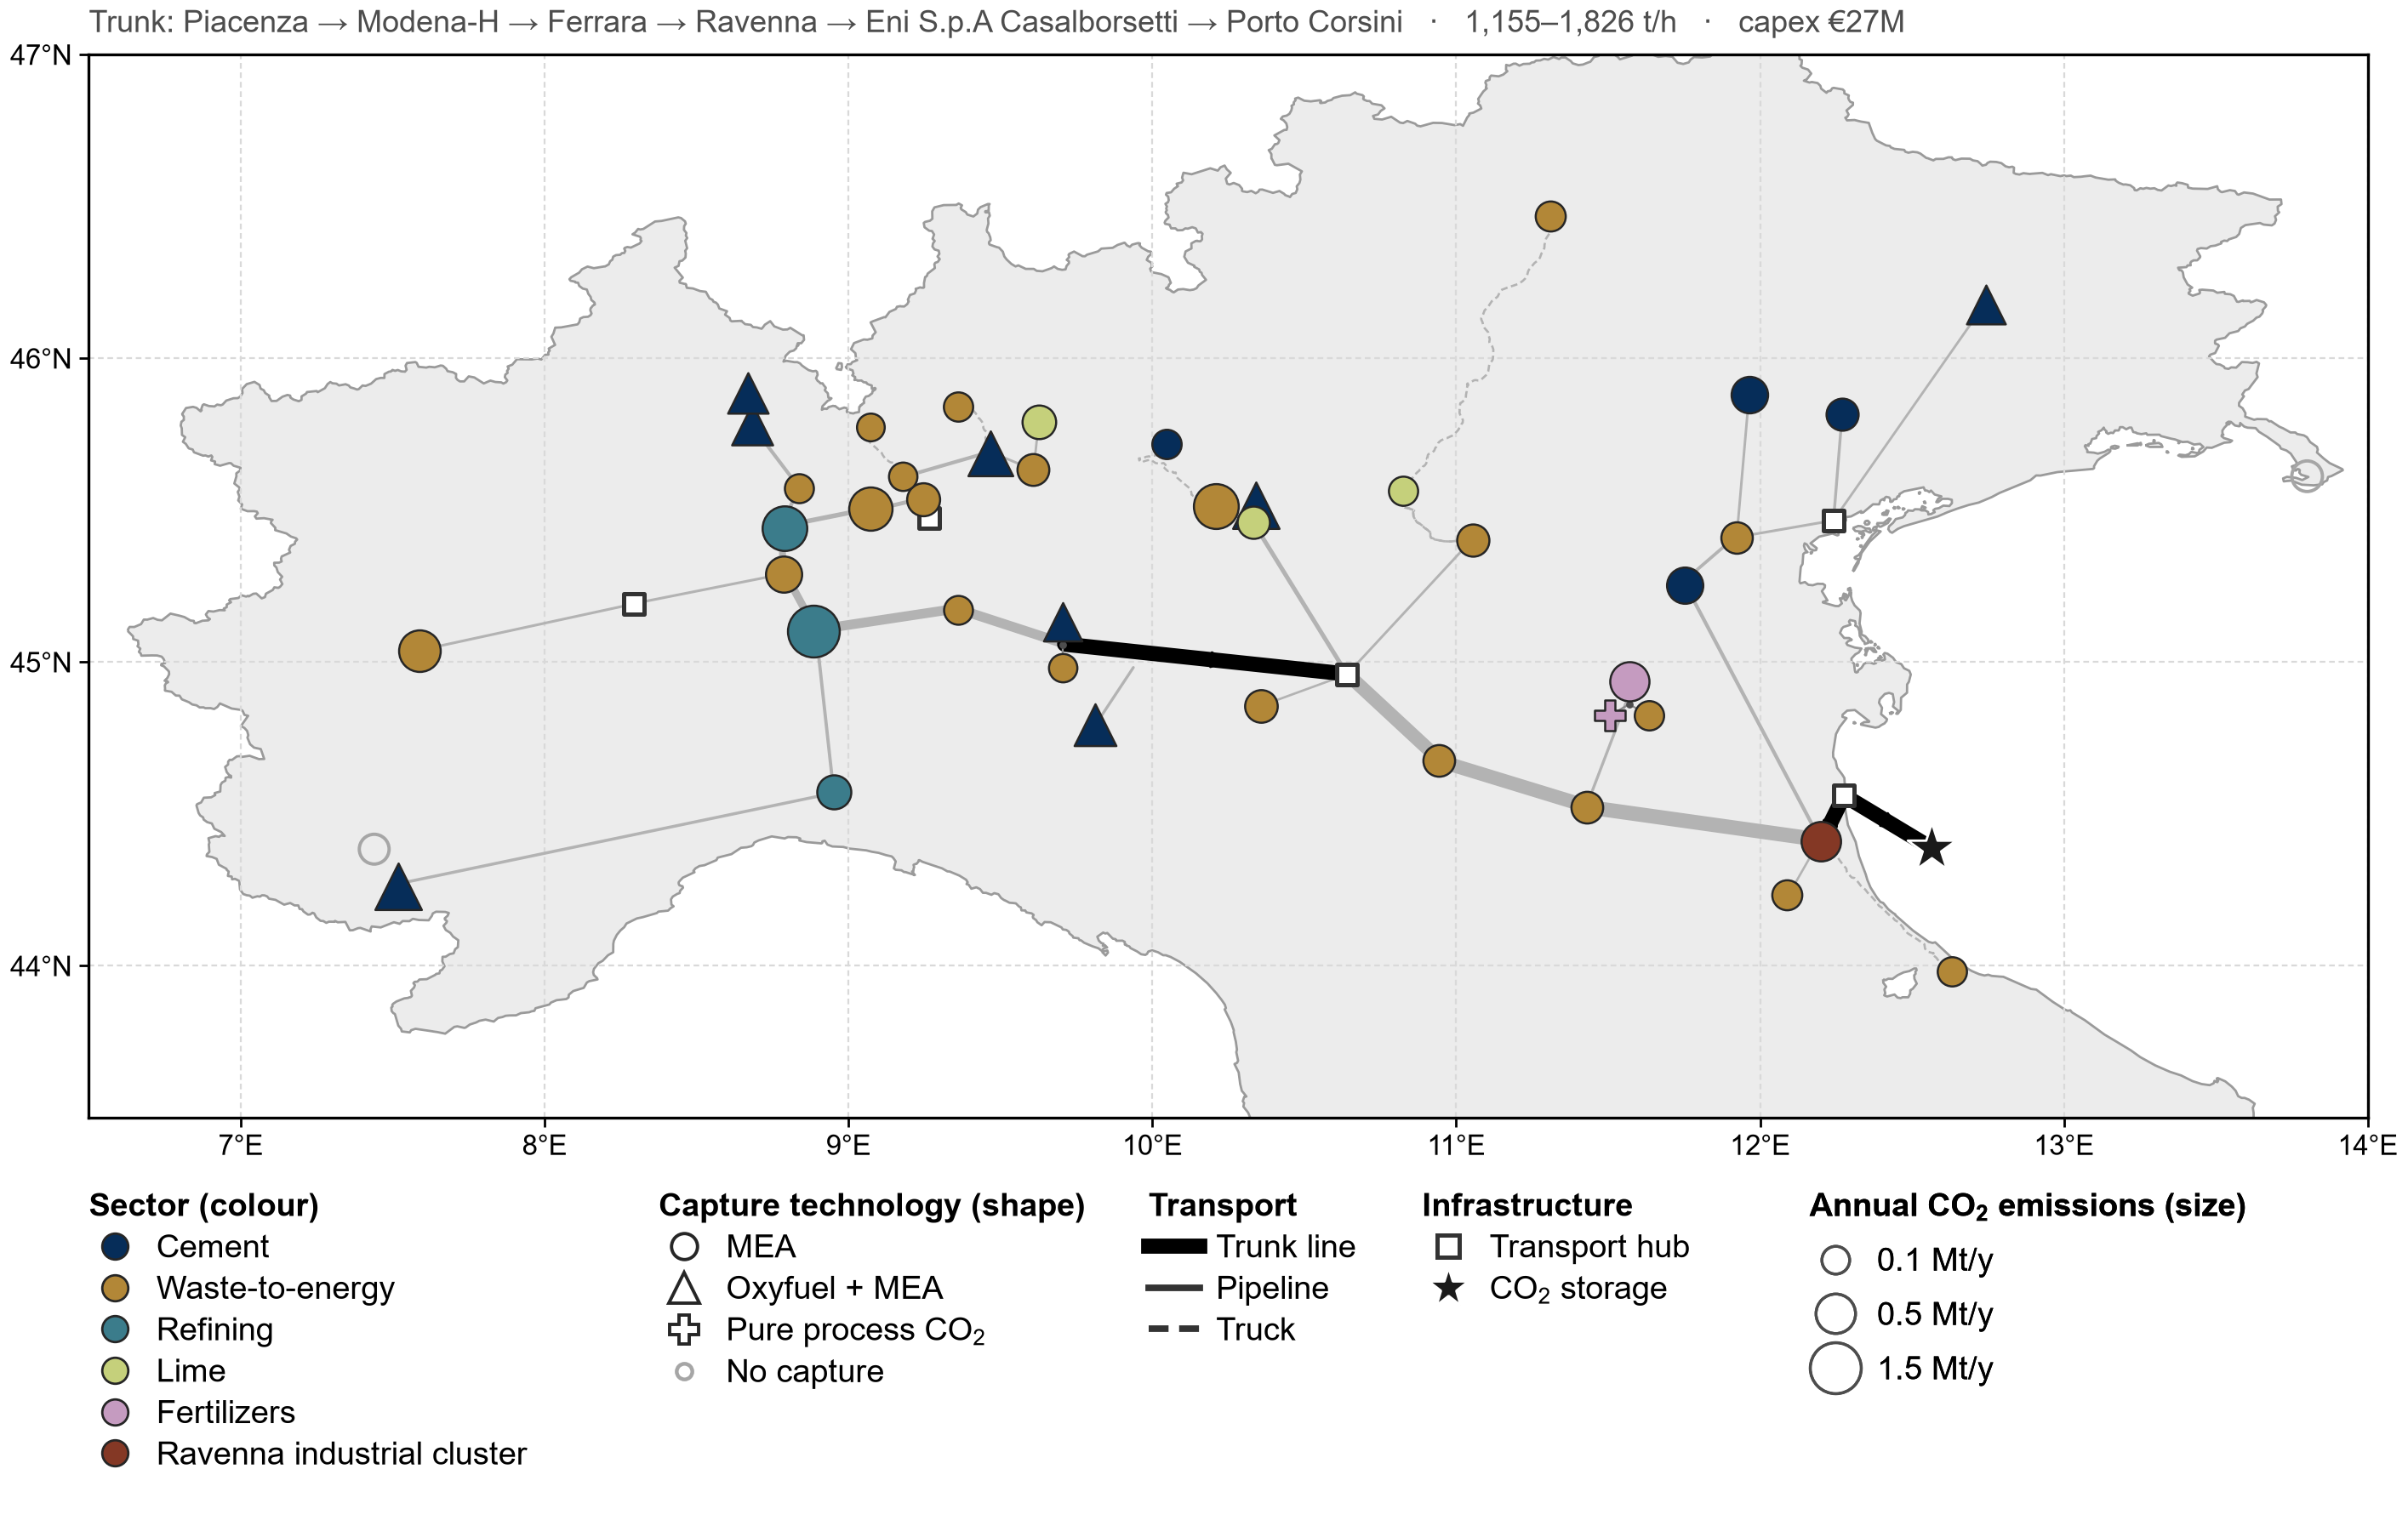 Trunk: Piacenza → Modena-H → Ferrara → Ravenna → Eni S.p.A Casalborsetti → Porto Corsini · 1,155–1,826 t/h · capex €27M
47°N
46°N
45°N
44°N
7°E 8°E 9°E 10°E 11°E 12°E 13°E 14°E
Sector (colour)
Cement
Waste-to-energy
Refining
Lime
Fertilizers
Ravenna industrial cluster
Capture technology (shape)
MEA
Oxyfuel + MEA
Pure process CO₂
No capture
Transport
Trunk line
Pipeline
Truck
Infrastructure
Transport hub
CO₂ storage
Annual CO₂ emissions (size)
0.1 Mt/y
0.5 Mt/y
1.5 Mt/y